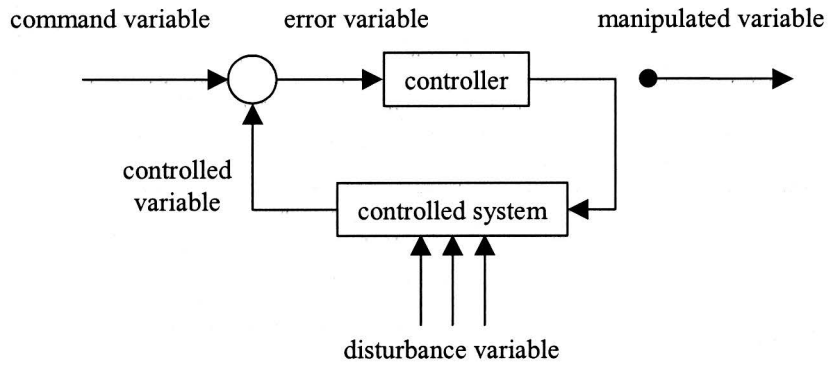 command variable
error variable
manipulated variable
controller
controlled
variable
controlled system
disturbance variable